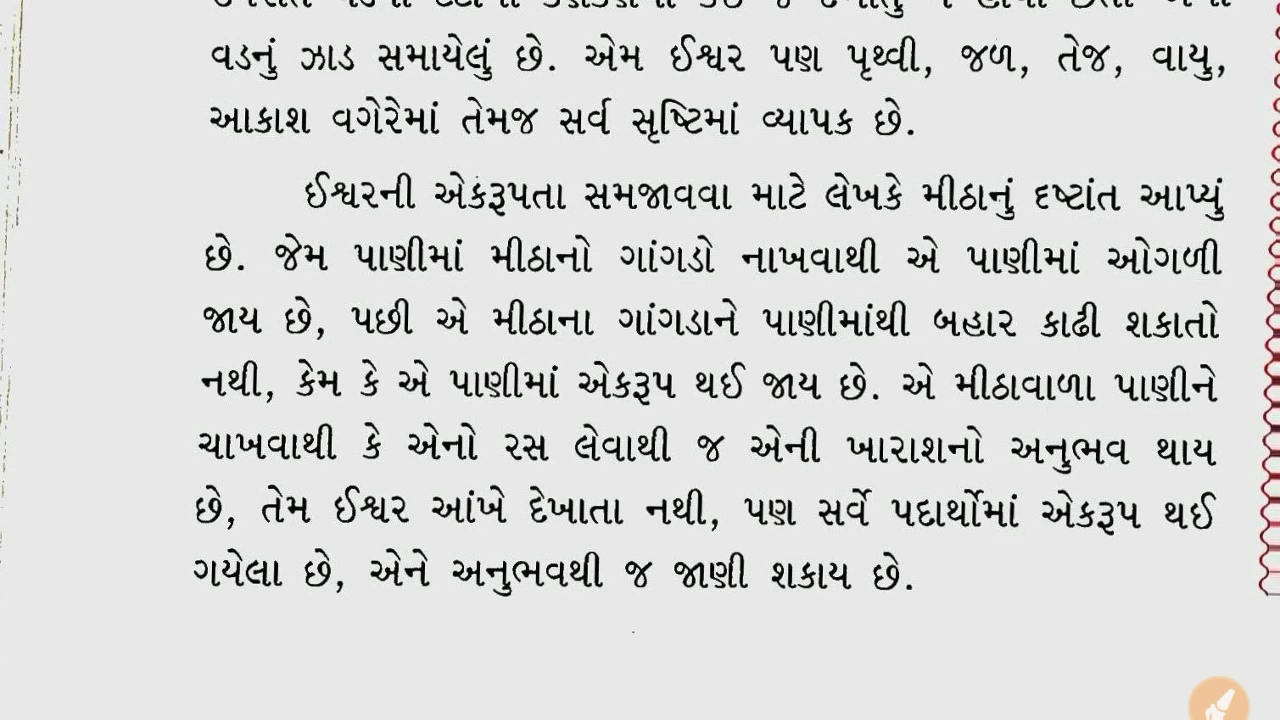 વડનું ઝાડ સમાયેલું છે. એમ ઈશ્વર પણ પૃથ્વી, જળ, તેજ, વાયુ,
આકાશ વગેરેમાં તેમજ સર્વ સૃષ્ટિમાં વ્યાપક છે.
ઈશ્વરની એકરૂપતા સમજાવવા માટે લેખકે મીઠાનું દષ્ટાંત આપ્યું
છે. જેમ પાણીમાં મીઠાનો ગાંગડો નાખવાથી એ પાણીમાં ઓગળી
જાય છે, પછી એ મીઠાના ગાંગડાને પાણીમાંથી બહાર કાઢી શકાતો
નથી, કેમ કે એ પાણીમાં એકરૂપ થઈ જાય છે. એ મીઠાવાળા પાણીને
ચાખવાથી કે એનો રસ લેવાથી જ એની ખારાશનો અનુભવ થાય
છે, તેમ ઈશ્વર આંખે દેખાતા નથી, પણ સર્વે પદાર્થોમાં એકરૂપ થઈ
ગયેલા છે, એને અનુભવથી જ જાણી શકાય છે.